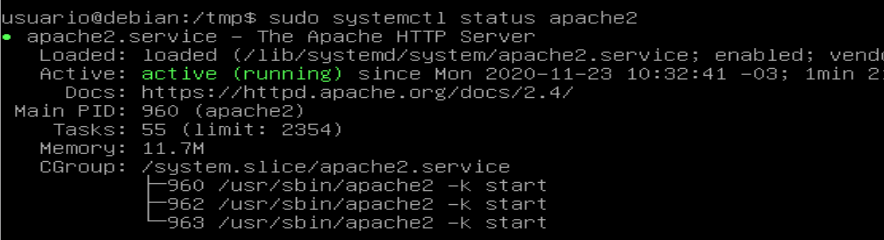 usuario@debian:/tmp$ sudo systemctl status apache2
● apache2.service - The Apache HTTP Server
   Loaded: loaded (/lib/systemd/system/apache2.service; enabled;
   Active: active (running) since Mon 2020-11-23 10:32:41 -03; 1min
     Docs: https://httpd.apache.org/docs/2.4/
 Main PID: 960 (apache2)
    Tasks: 55 (limit: 2354)
   Memory: 11.7M
   CGroup: /system.slice/apache2.service
           ├─960 /usr/sbin/apache2 -k start
           ├─962 /usr/sbin/apache2 -k start
           └─963 /usr/sbin/apache2 -k start